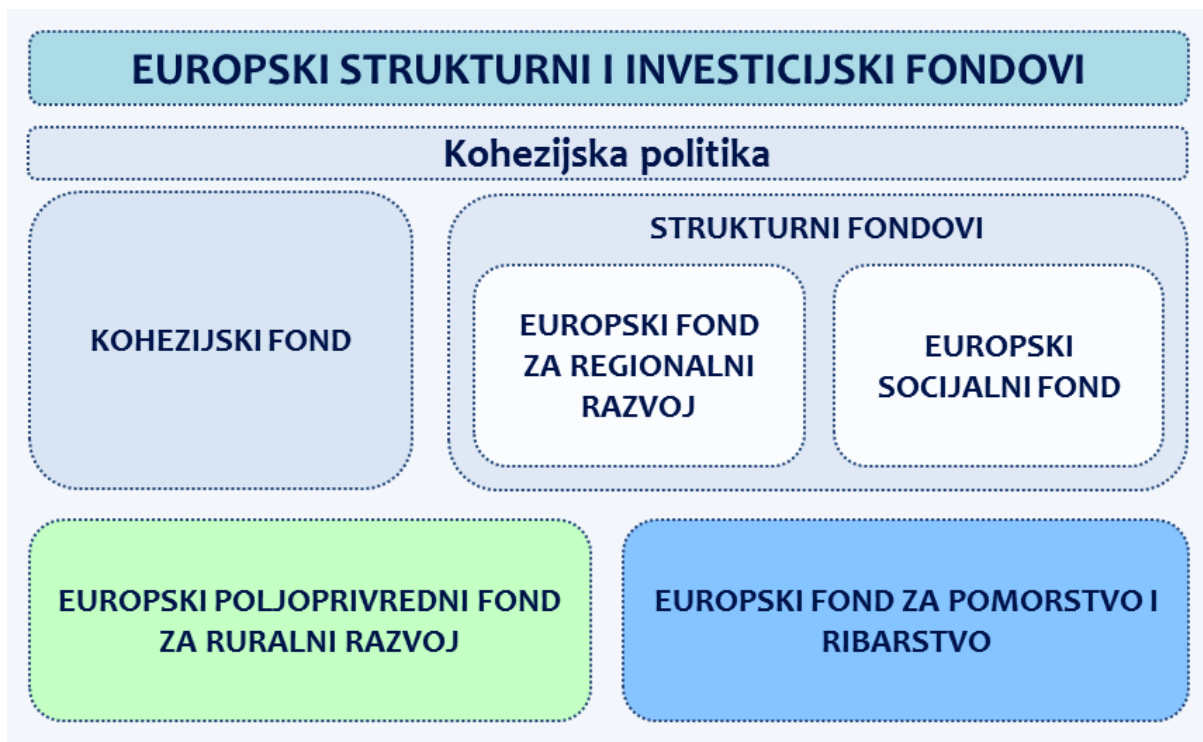 EUROPSKI STRUKTURNI I INVESTICIJSKI FONDOVI
Kohezijska politika
KOHEZIJSKI FOND
STRUKTURNI FONDOVI
EUROPSKI FOND
ZA REGIONALNI
RAZVOJ
EUROPSKI
SOCIJALNI FOND
EUROPSKI POLJOPRIVREDNI FOND
ZA RURALNI RAZVOJ
EUROPSKI FOND ZA POMORSTVO I
RIBARSTVO